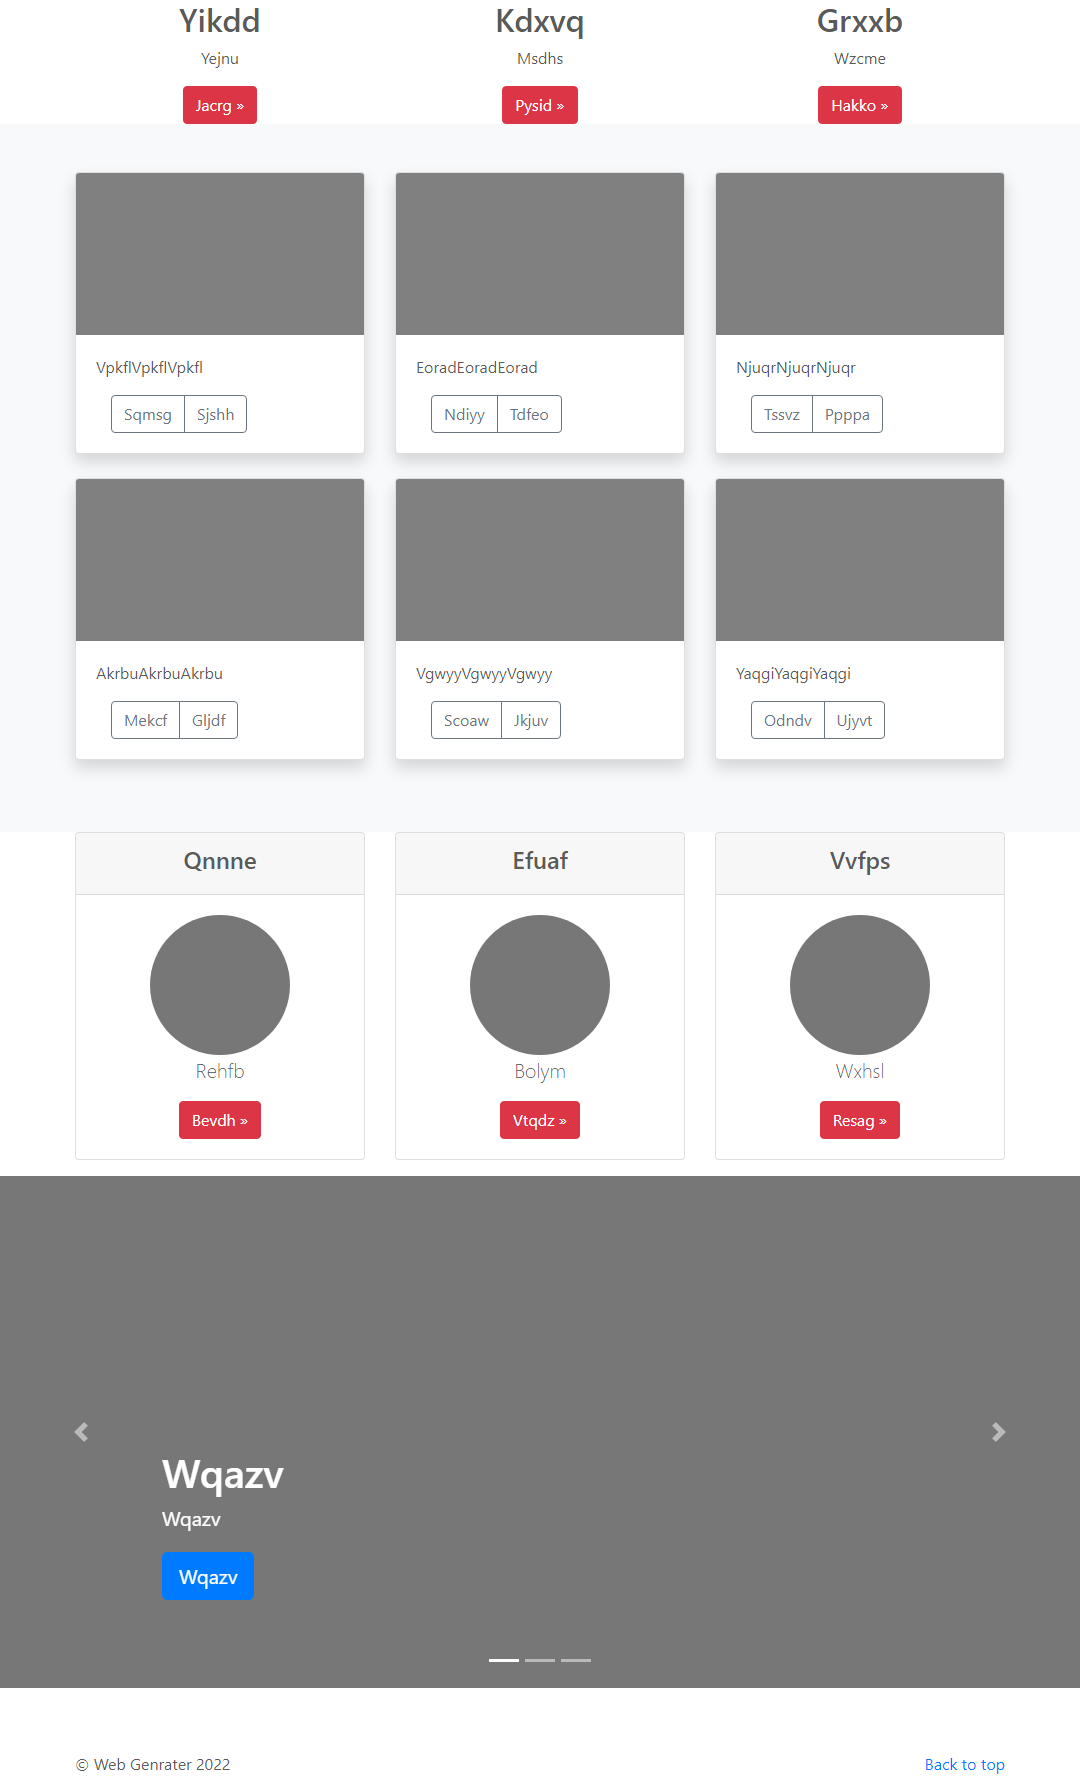 Yikdd
Yejnu
Jacrg »
Kdxvq
Msdhs
Pysid »
Grxxb
Wzcme
Hakko »
VpkflVpkflVpkfl
Sqmsg Sjshh
EoradEoradEorad
Ndiyy Tdfeo
NjuqrNjuqrNjuqr
Tssvz Ppppa
AkrbuAkrbuAkrbu
Mekcf Gljdf
VgwyyVgwyyVgwyy
Scoaw Jkjuv
YaqgiYaqgiYaqgi
Odndv Ujyvt
Qnnne
Rehfb
Bevdh »
Efuaf
Bolym
Vtqdz »
Vvfps
Wxhsl
Resag »
Wqazv
Wqazv
Wqazv
© Web Genrater 2022
Back to top